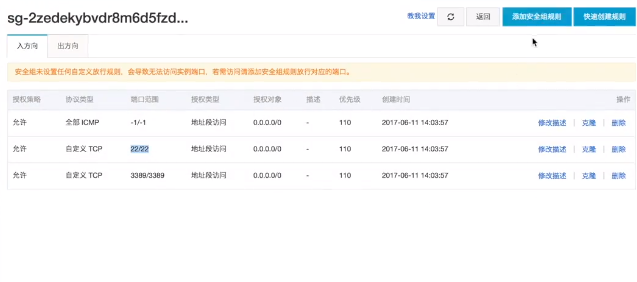 sg-2zedekybvdr8m6d5fzd...
教我设置 返回 添加安全组规则 快速创建规则
入方向 出方向
安全组未设置任何自定义放行规则，会导致无法访问实例端口，若需访问请添加安全组规则放行对应的端口。
授权策略 协议类型 端口范围 授权类型 授权对象 描述 优先级 创建时间 操作
允许 全部 ICMP -1/-1 地址段访问 0.0.0.0/0 - 110 2017-06-11 14:03:57 修改描述 | 克隆 | 删除
允许 自定义 TCP 22/22 地址段访问 0.0.0.0/0 - 110 2017-06-11 14:03:57 修改描述 | 克隆 | 删除
允许 自定义 TCP 3389/3389 地址段访问 0.0.0.0/0 - 110 2017-06-11 14:03:57 修改描述 | 克隆 | 删除